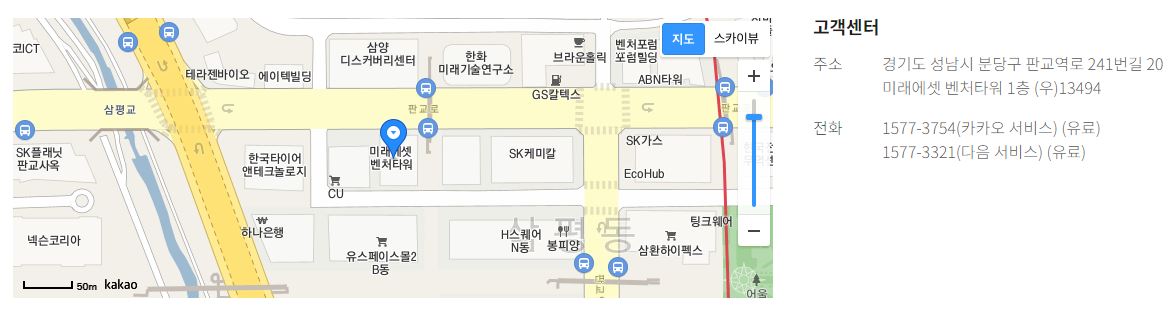 고객센터
주소
경기도 성남시 분당구 판교역로 241번길 20
미래에셋 벤처타워 1층 (우)13494
전화
1577-3754(카카오 서비스) (유료)
1577-3321(다음 서비스) (유료)
지도
스카이뷰
코ICT
삼양
디스커버리센터
한화
미래기술연구소
브라운홀릭
벤처포럼
포럼빌딩
테라젠바이오
에이텍빌딩
GS칼텍스
ABN타워
삼평교
판교로
SK플래닛
판교사옥
한국타이어
앤테크놀로지
미래에셋
벤처타워
SK케미칼
SK가스
EcoHub
CU
넥슨코리아
하나은행
유스페이스몰2
B동
H스퀘어
N동
봉피양
삼평동
삼환하이펙스
팅크웨어
어울
50m
kakao